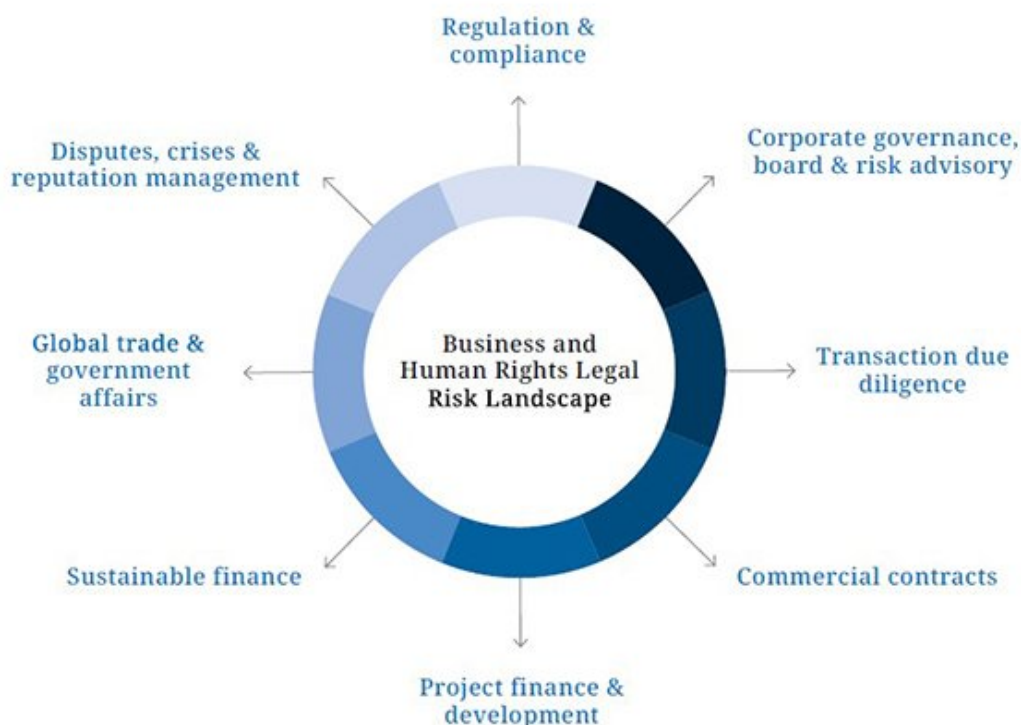 Regulation &
compliance
Corporate governance,
board & risk advisory
Transaction due
diligence
Commercial contracts
Project finance &
development
Sustainable finance
Global trade &
government
affairs
Disputes, crises &
reputation management
Business and
Human Rights Legal
Risk Landscape